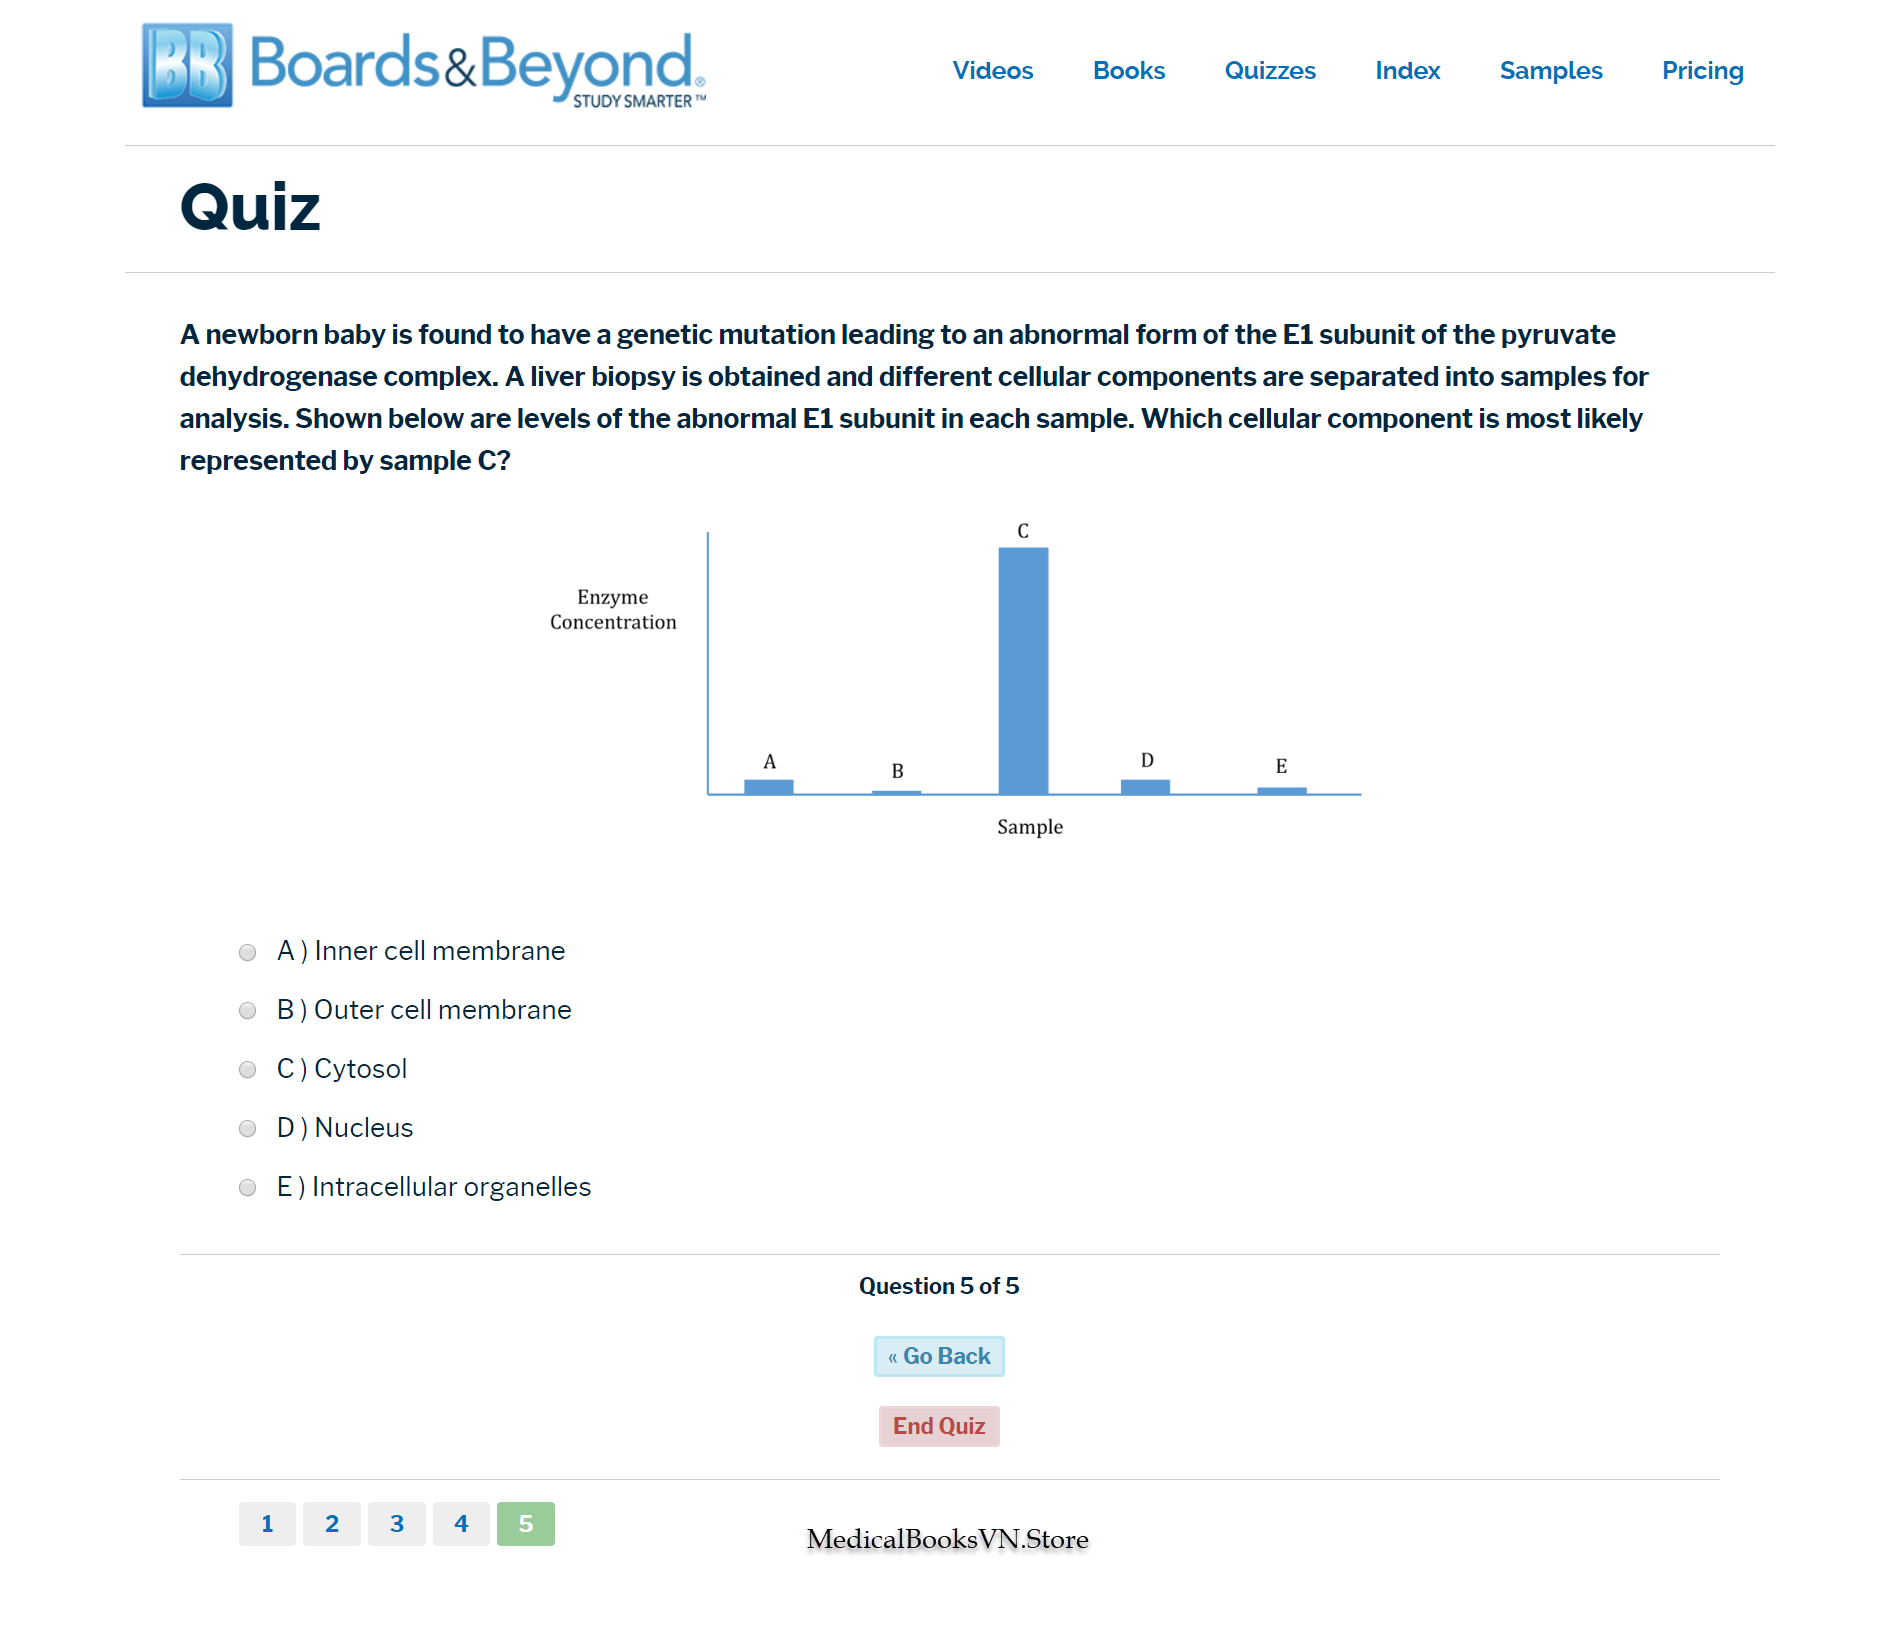 BB Boards&Beyond®
STUDY SMARTER™
Videos Books Quizzes Index Samples Pricing
Quiz
A newborn baby is found to have a genetic mutation leading to an abnormal form of the E1 subunit of the pyruvate
dehydrogenase complex. A liver biopsy is obtained and different cellular components are separated into samples for
analysis. Shown below are levels of the abnormal E1 subunit in each sample. Which cellular component is most likely
represented by sample C?
C
Enzyme
Concentration
A
B
D
E
Sample
A ) Inner cell membrane
B ) Outer cell membrane
C ) Cytosol
D ) Nucleus
E ) Intracellular organelles
Question 5 of 5
« Go Back
End Quiz
1 2 3 4 5
MedicalBooksVN.Store